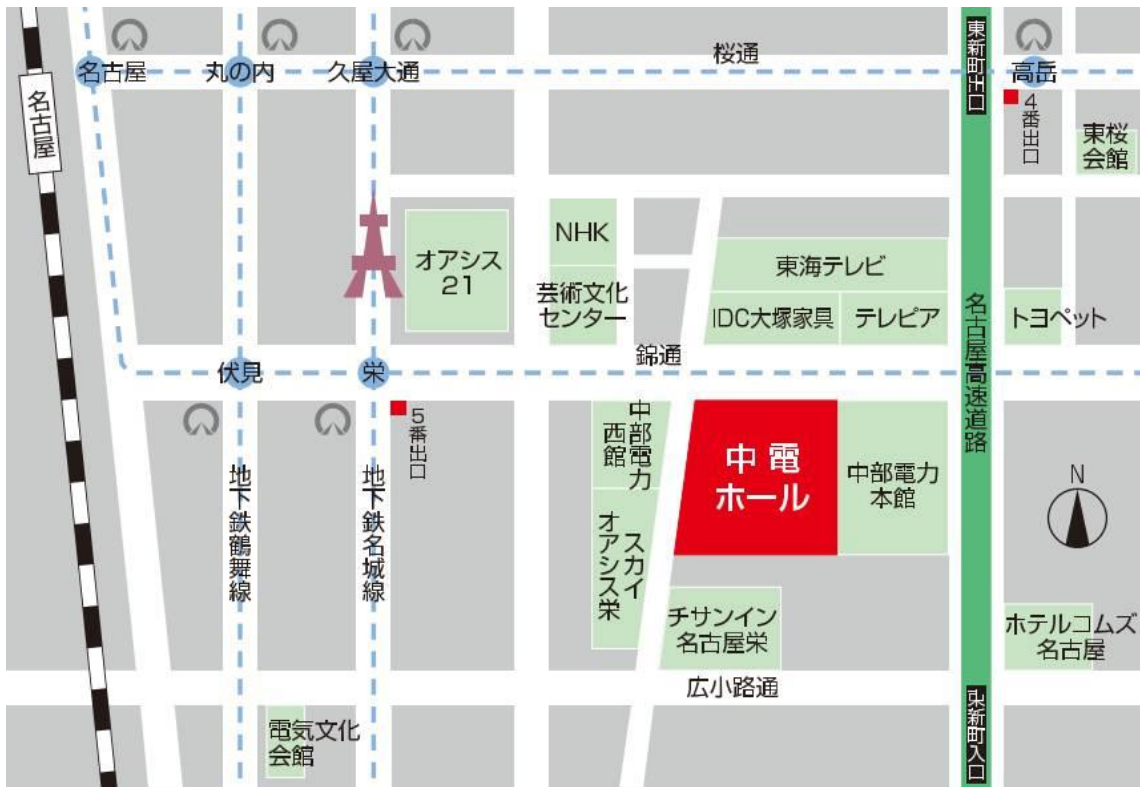 名古屋
丸の内
久屋大通
桜通
東新町出口
高岳
名古屋
4番出口
東桜
会館
オアシス
21
NHK
芸術文化
センター
東海テレビ
IDC大塚家具
テレピア
名古屋高速道路
トヨペット
錦通
伏見
栄
5番出口
中部電力
西館
中電
ホール
中部電力
本館
N
地下鉄鶴舞線
地下鉄名城線
スカイ
オアシス栄
チサンイン
名古屋栄
ホテルコムズ
名古屋
広小路通
電気文化
会館
東新町入口